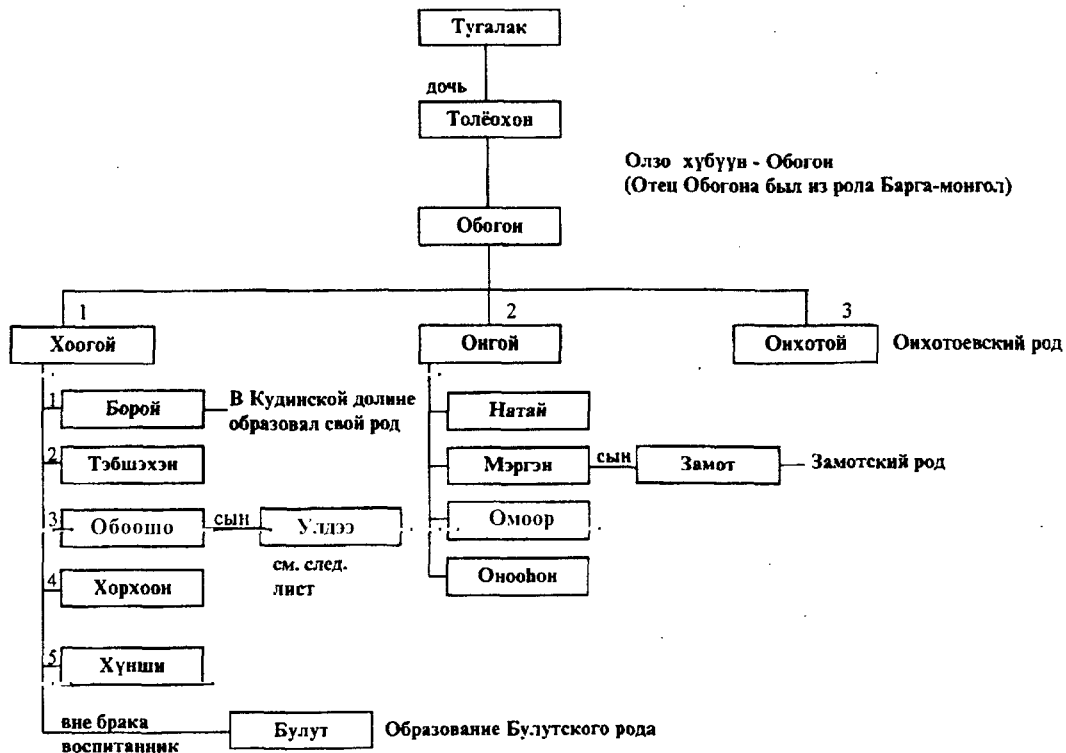 Тугалак
дочь
Толёохон
Олзо хүбүүн - Обогон
(Отец Обогона был из рола Барга-монгол)
Обогон
1
2
3
Хоогой
Онгой
Онхотой
Онхотоевский род
1
Борой
В Кудинской долине
образовал свой род
Натай
2
Тэбшэхэн
Мэргэн
сын
Замот
Замотский род
3
Обоошо
сын
Улдээ
см. след.
лист
Омоор
4
Хорхоон
Онооһон
5
Хүнши
вне брака
воспитанник
Булут
Образование Булутского рода